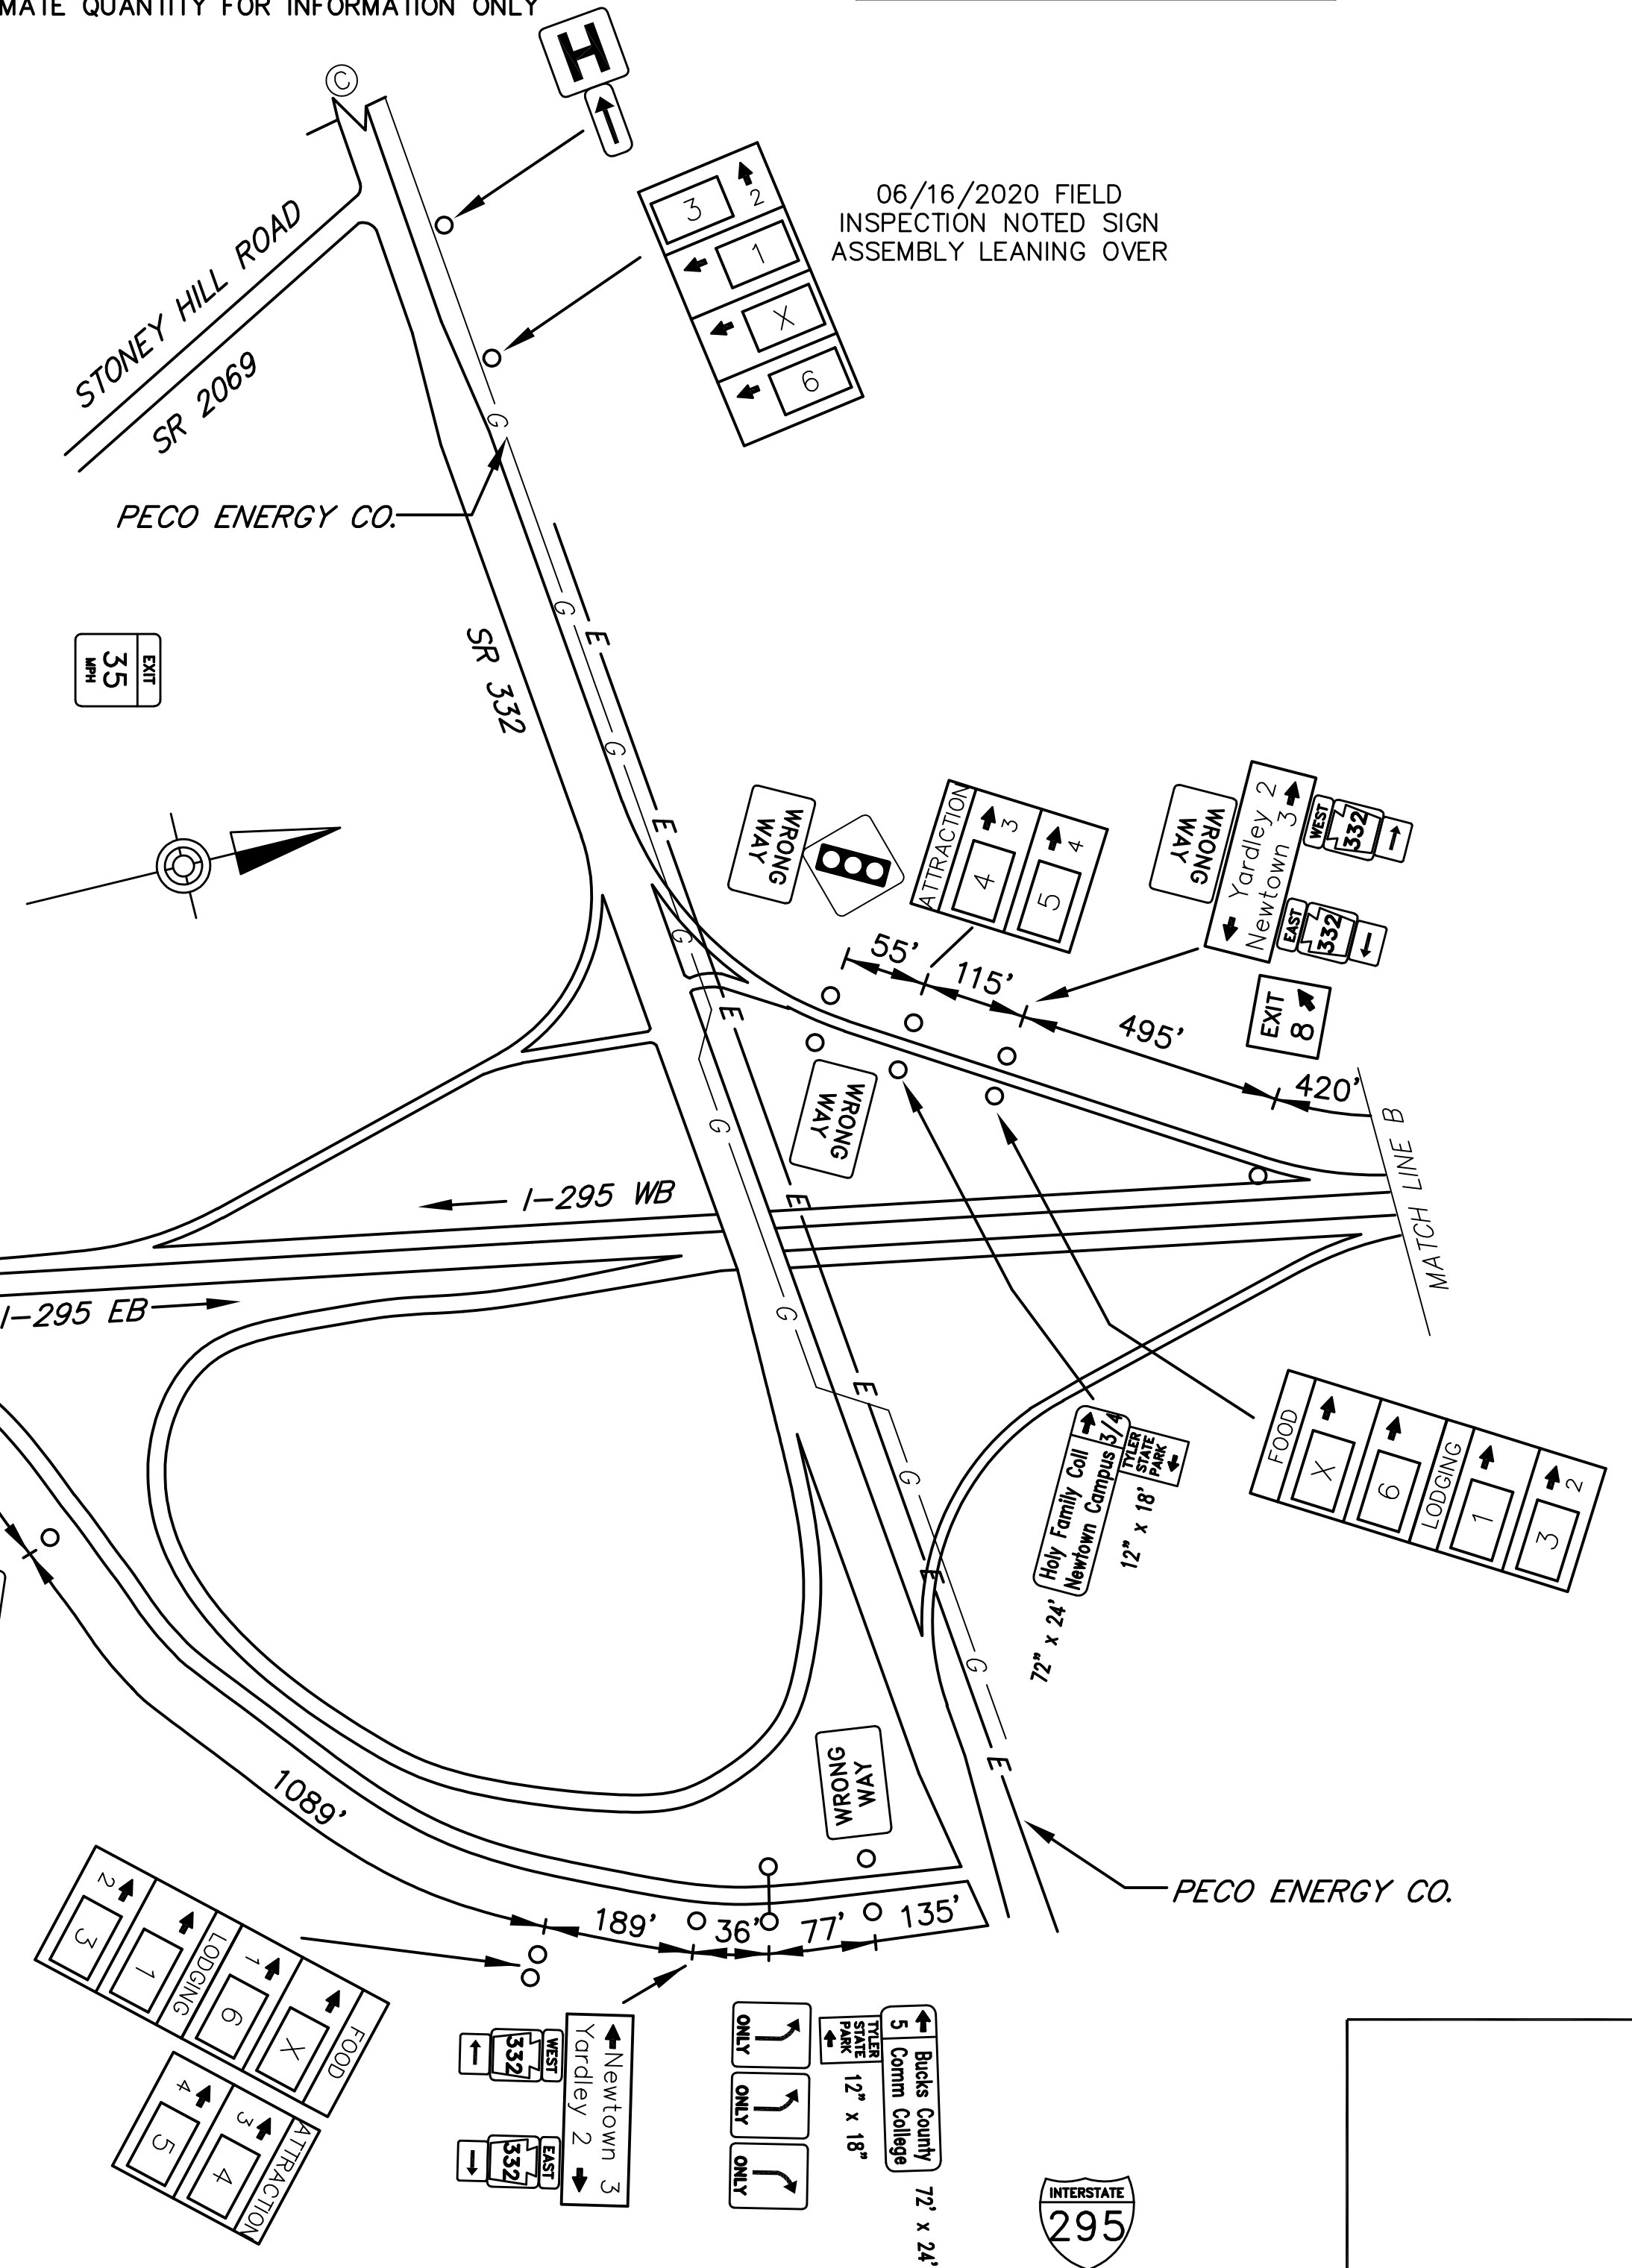 MATE QUANTITY FOR INFORMATION ONLY
C
H
06/16/2020 FIELD
INSPECTION NOTED SIGN
ASSEMBLY LEANING OVER
3
2
1
X
6
STONEY HILL ROAD
SR 2069
G
PECO ENERGY CO.
G
E
EXIT
35
MPH
SR 332
G
E
WRONG
WAY
ATTRACTION
4
3
5
4
WRONG
WAY
Yardley 2
Newtown 3
WEST
332
EAST
332
EXIT
8
G
E
55'
115'
495'
420'
WRONG
WAY
G
MATCH LINE B
I-295 WB
E
I-295 EB
G
E
FOOD
X
6
LODGING
1
2
3
Holy Family Coll
Newtown Campus 3/4
TYLER
STATE
PARK
12" x 18'
72" x 24'
G
E
G
E
WRONG
WAY
1089'
PECO ENERGY CO.
189'
36'
77'
135'
2
3
1
LODGING
1
6
X
FOOD
4
5
3
4
ATTRACTION
WEST
332
EAST
332
Newtown 3
Yardley 2
ONLY
ONLY
ONLY
TYLER
STATE
PARK
12" x 18"
5
Bucks County
Comm College
72' x 24'
INTERSTATE
295